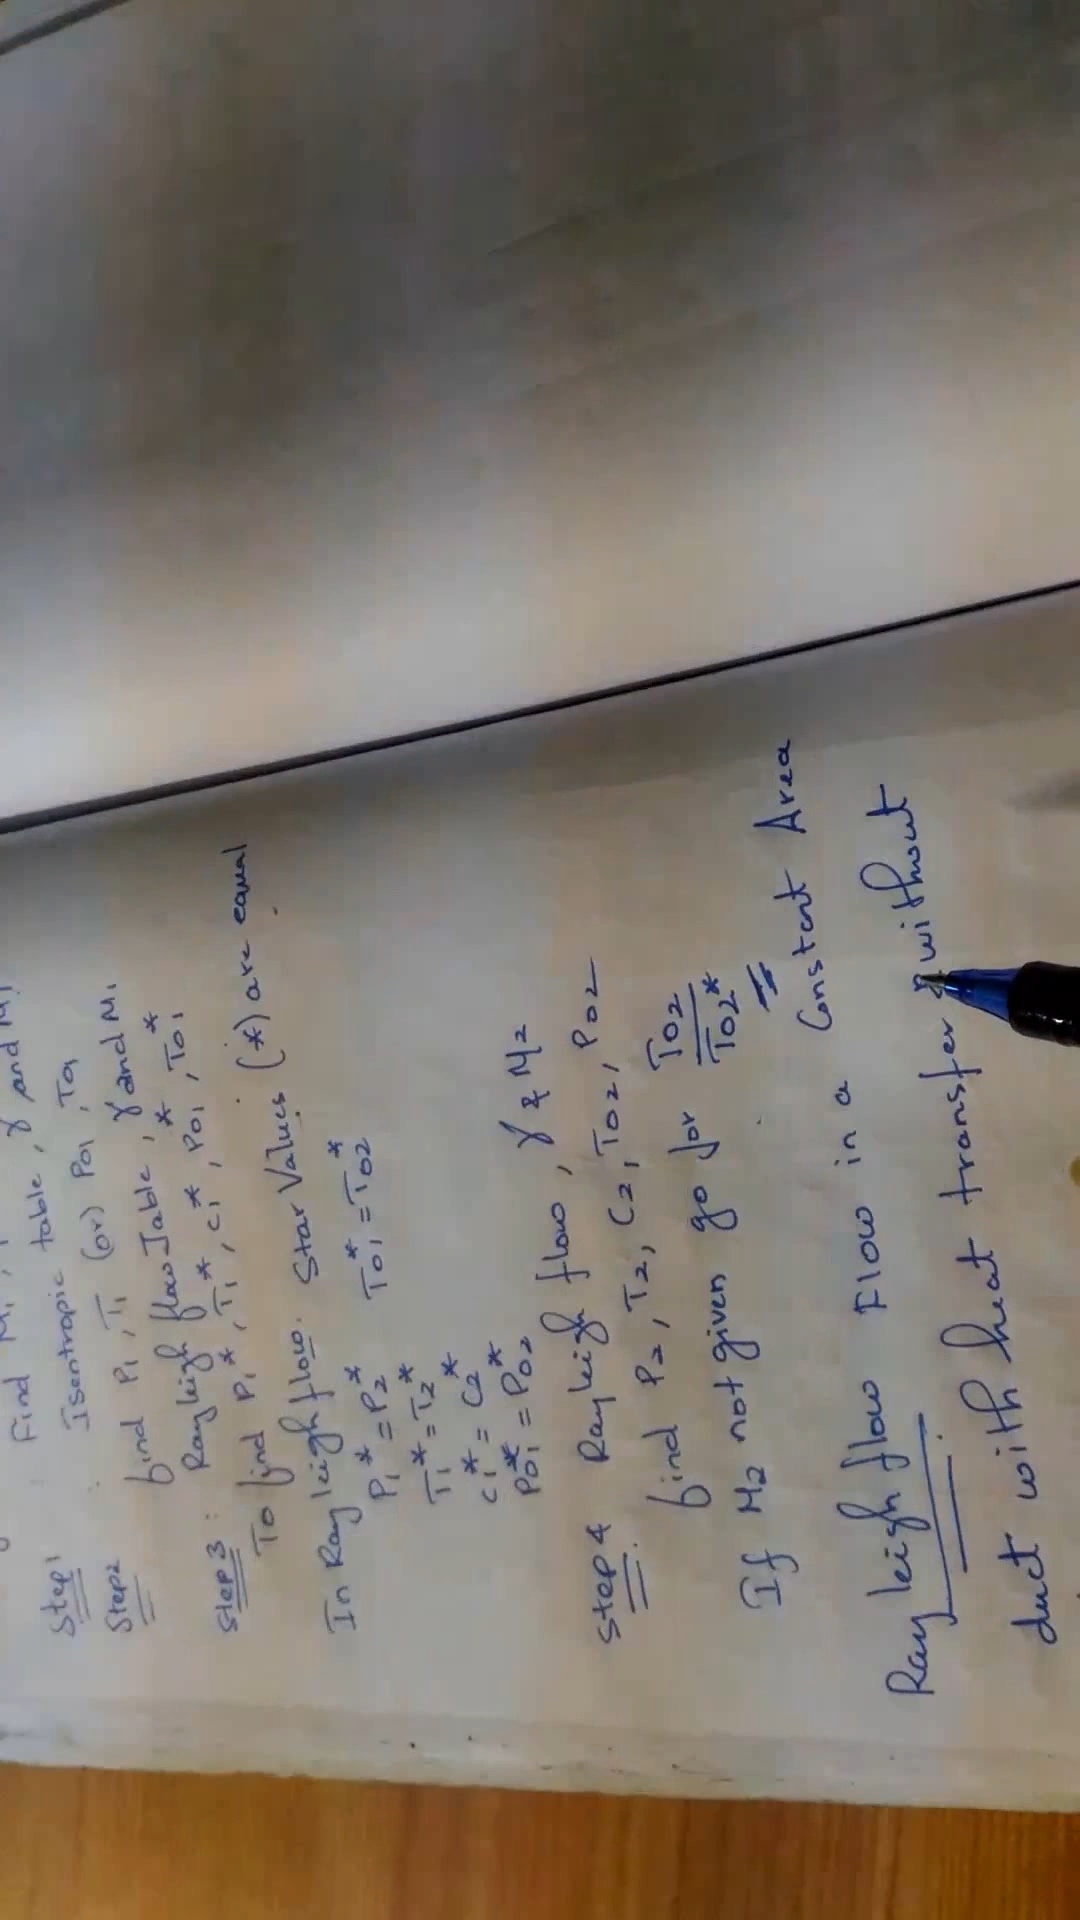 Find M1,
Step 1 : Isentropic table, γ and M1
Step2 find P1, T1 (or) P01, T01
Rayleigh flow Table, γ and M1
Step 3 : To find P1*, T1*, C1*, P01*, T01*
In Rayleigh flow. Star Values (*) are equal.
P1* = P2* T01* = T02*
T1* = T2*
C1* = C2*
P01* = P02*
Step 4 Rayleigh flow, γ & M2
find P2, T2, C2, T02, P02
If M2 not given go for T02/T02*
Rayleigh flow Flow in a Constant Area
duct with heat transfer & without